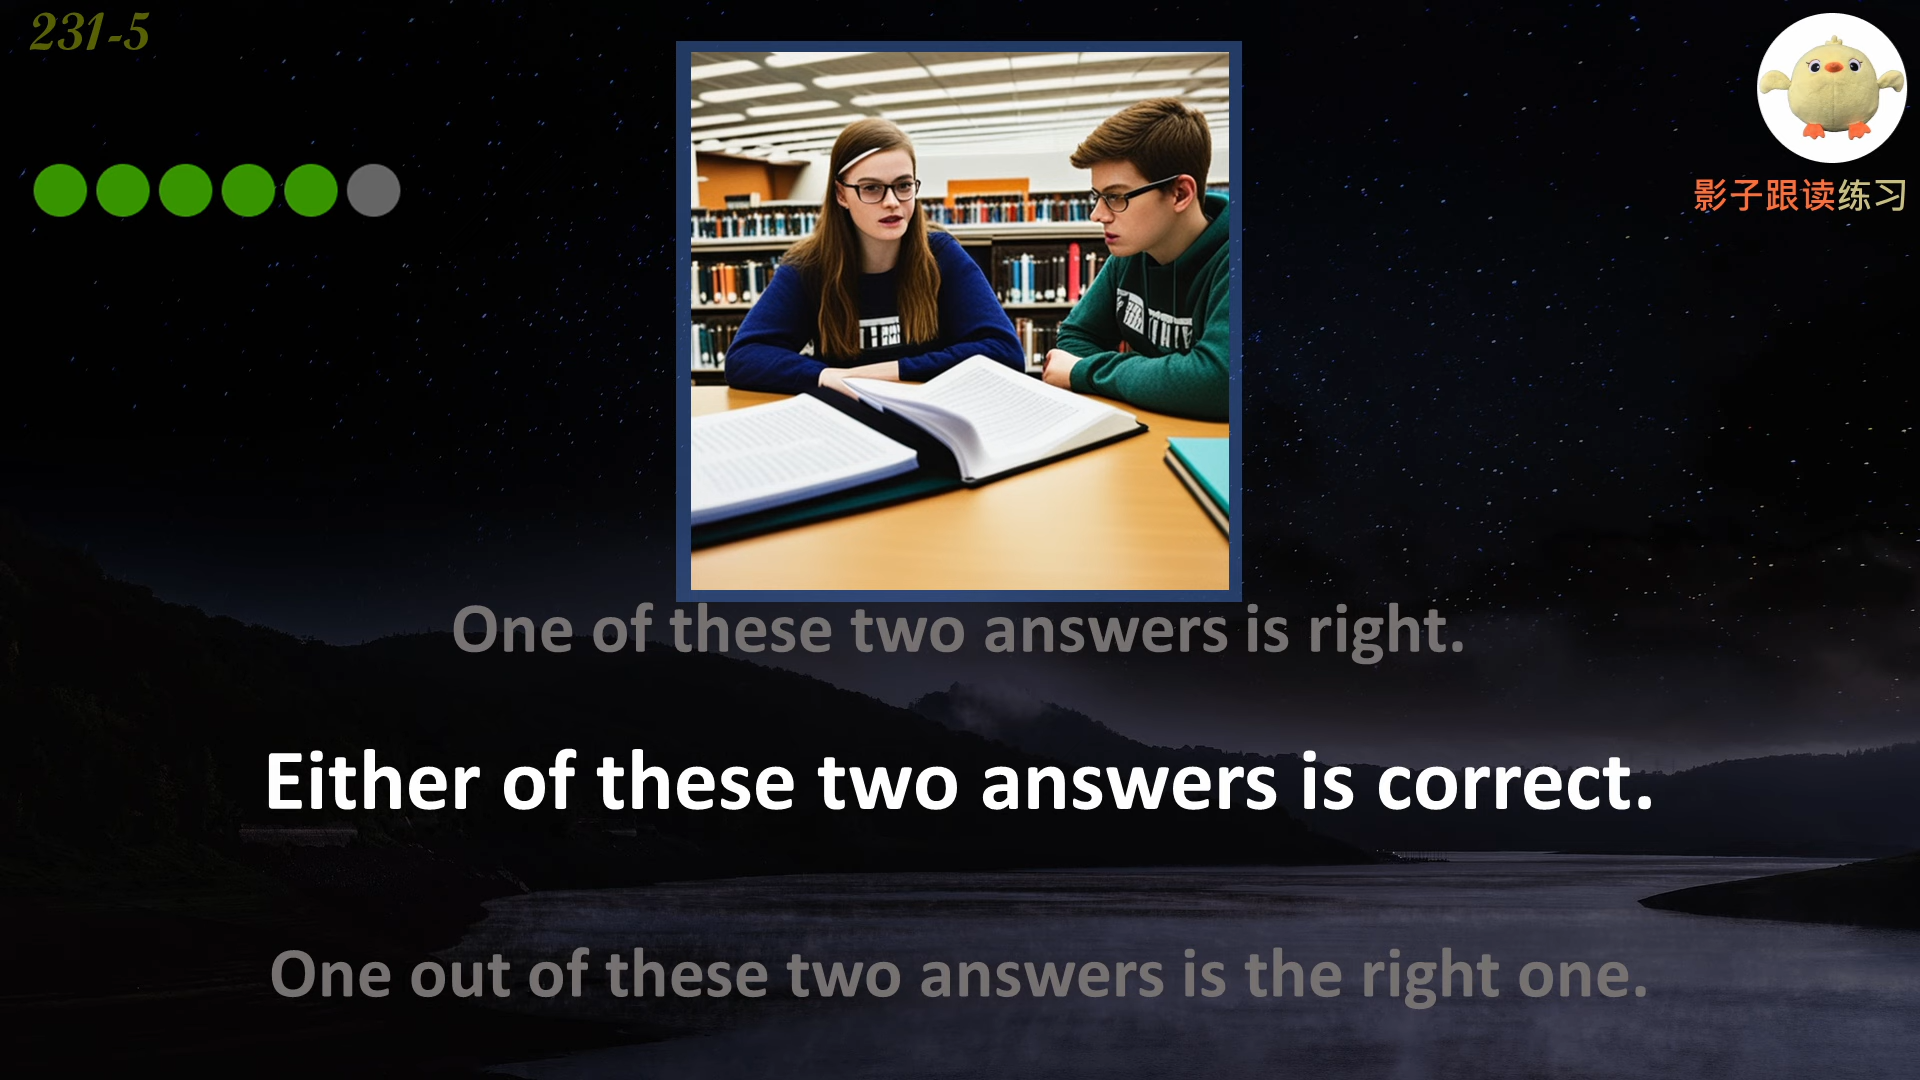 231-5
影子跟读练习
One of these two answers is right.
Either of these two answers is correct.
One out of these two answers is the right one.